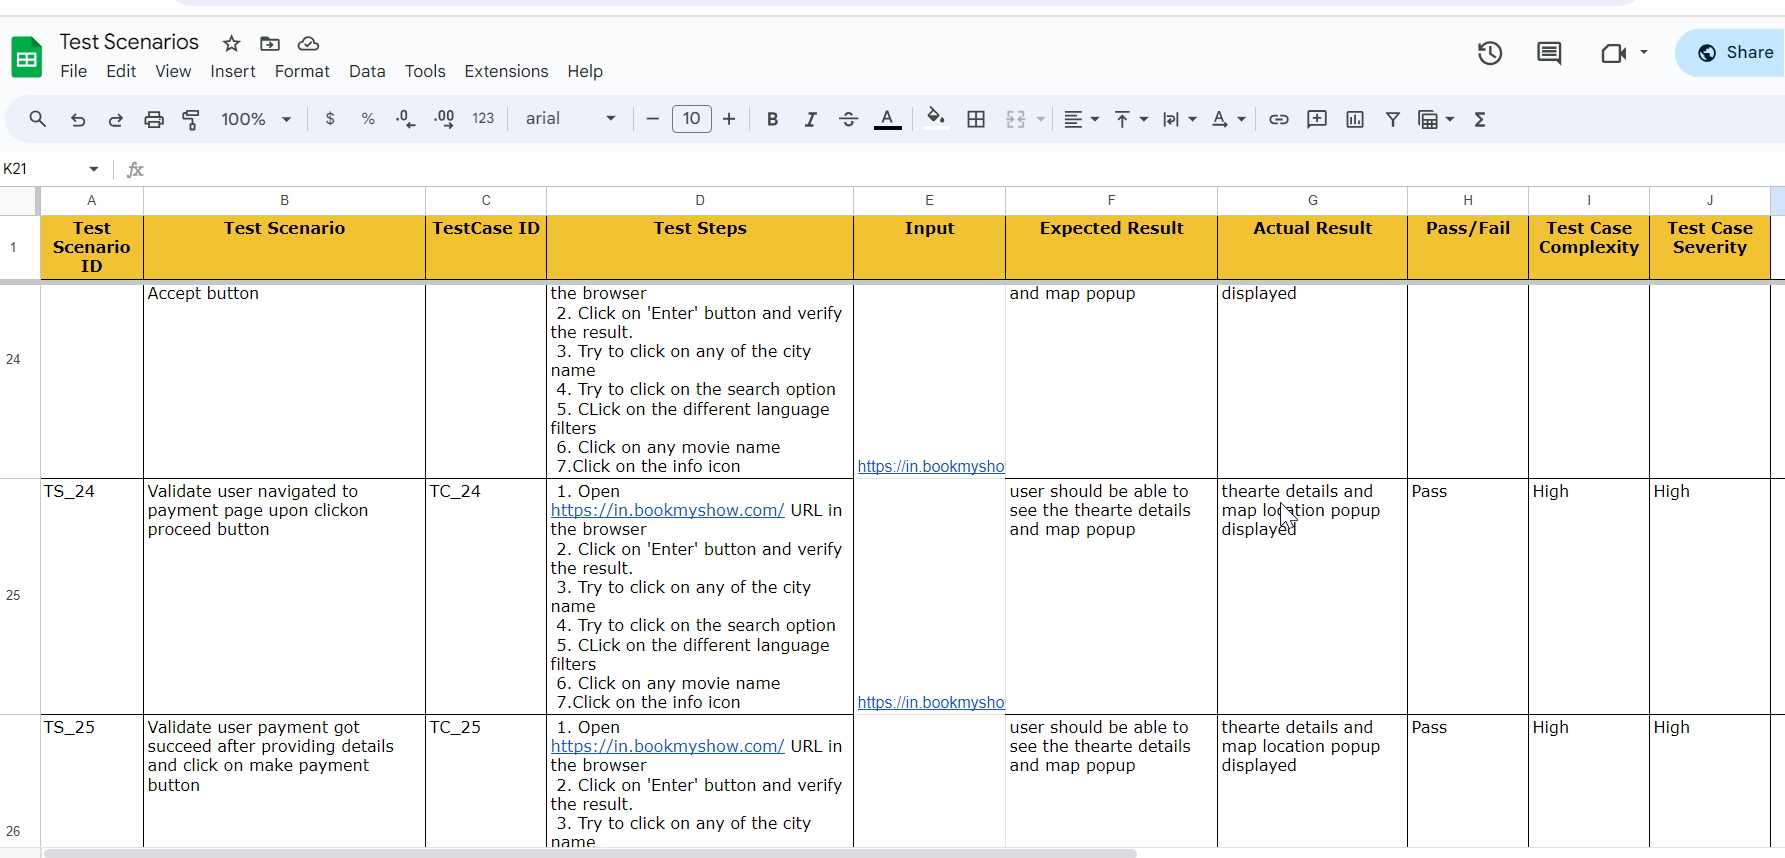 Test Scenarios
File Edit View Insert Format Data Tools Extensions Help
Share
100% $ % .0 .00 123 arial 10 B I S A Σ
K21 fx
A B C D E F G H I J
1
Test Scenario ID
Test Scenario
TestCase ID
Test Steps
Input
Expected Result
Actual Result
Pass/Fail
Test Case Complexity
Test Case Severity
24
Accept button
the browser
2. Click on 'Enter' button and verify
the result.
3. Try to click on any of the city
name
4. Try to click on the search option
5. CLick on the different language
filters
6. Click on any movie name
7.Click on the info icon
https://in.bookmysho
and map popup
displayed
25
TS_24
Validate user navigated to
payment page upon clickon
proceed button
TC_24
1. Open
https://in.bookmyshow.com/ URL in
the browser
2. Click on 'Enter' button and verify
the result.
3. Try to click on any of the city
name
4. Try to click on the search option
5. CLick on the different language
filters
6. Click on any movie name
7.Click on the info icon
https://in.bookmysho
user should be able to
see the thearte details
and map popup
thearte details and
map location popup
displayed
Pass
High
High
26
TS_25
Validate user payment got
succeed after providing details
and click on make payment
button
TC_25
1. Open
https://in.bookmyshow.com/ URL in
the browser
2. Click on 'Enter' button and verify
the result.
3. Try to click on any of the city
name
user should be able to
see the thearte details
and map popup
thearte details and
map location popup
displayed
Pass
High
High